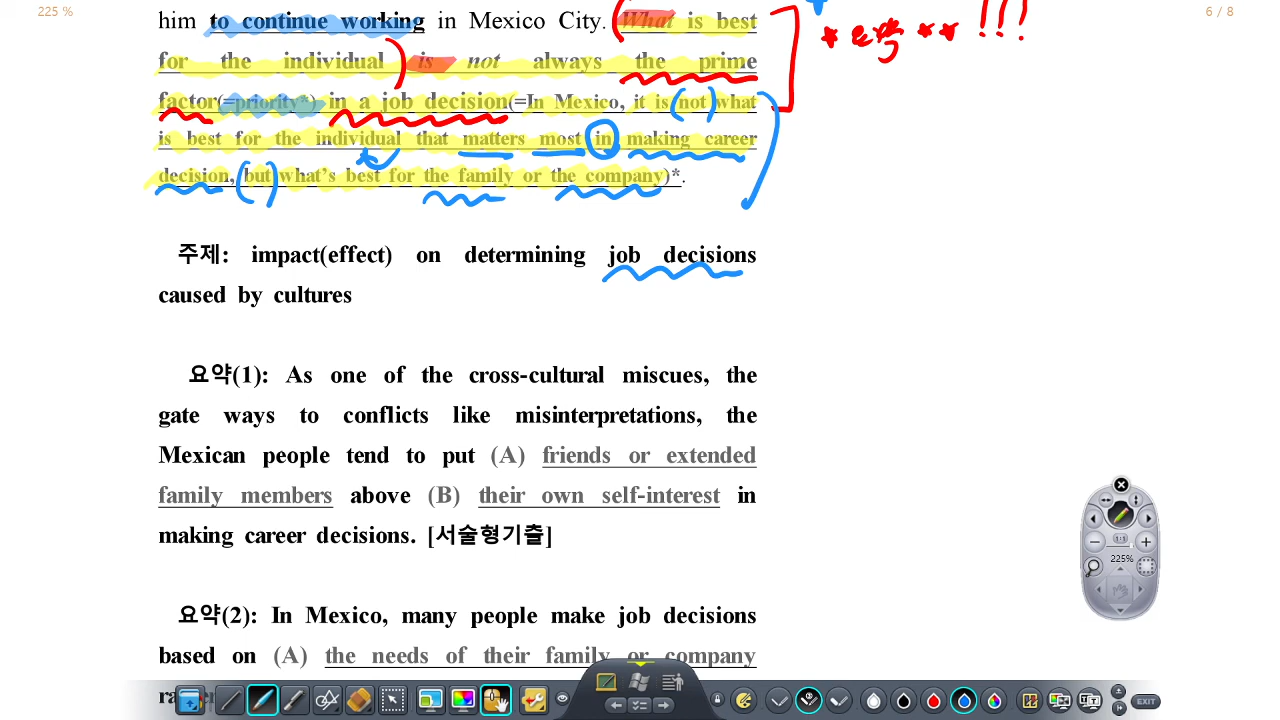 225 %
6 / 8
him to continue working in Mexico City. What is best
for the individual is not always the prime
factor(=priority*) in a job decision(=In Mexico, it is not what
is best for the individual that matters most in making career
decision, but what's best for the family or the company)*.
주제: impact(effect) on determining job decisions
caused by cultures
요약(1): As one of the cross-cultural miscues, the
gate ways to conflicts like misinterpretations, the
Mexican people tend to put (A) friends or extended
family members above (B) their own self-interest in
making career decisions. [서술형기출]
요약(2): In Mexico, many people make job decisions
based on (A) the needs of their family or company
225%
1:1
EXIT